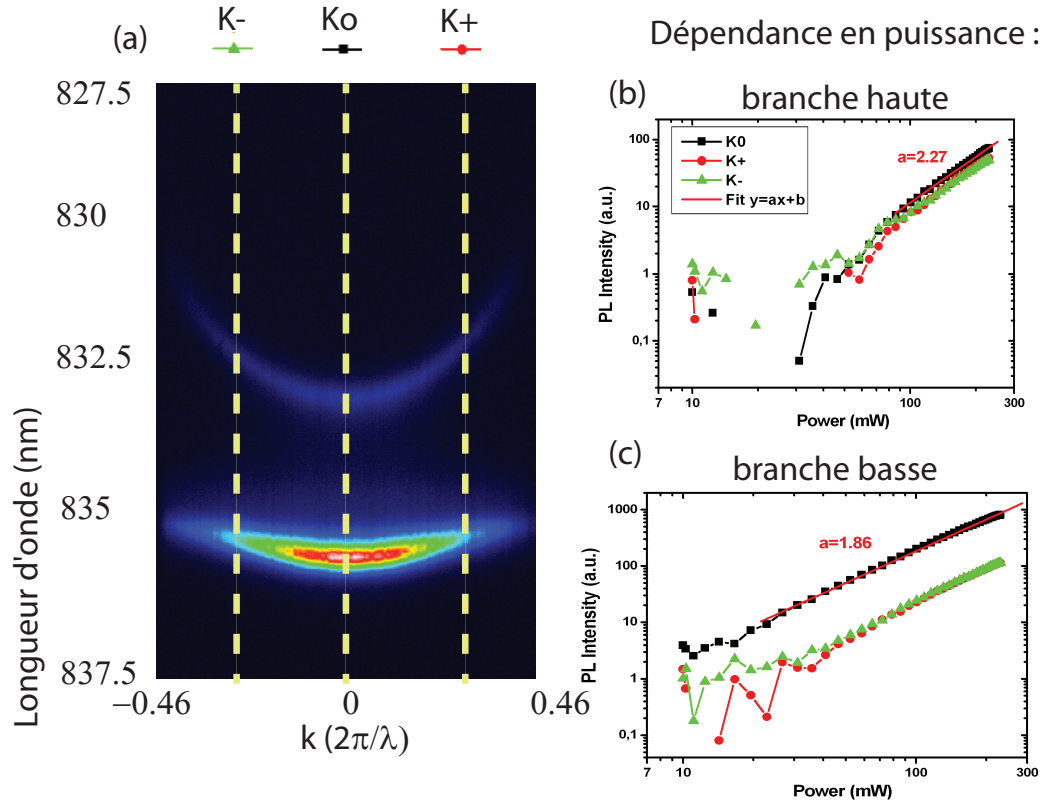 (a)
K- Ko K+
827.5
830
832.5
835
837.5
Longueur d'onde (nm)
−0.46 0 0.46
k (2π/λ)
Dépendance en puissance :
(b) branche haute
K0
K+
K-
Fit y=ax+b
a=2.27
100
10
1
0,1
PL Intensity (a.u.)
7 10 100 300
Power (mW)
(c) branche basse
a=1.86
1000
100
10
1
0,1
PL Intensity (a.u.)
7 10 100 300
Power (mW)